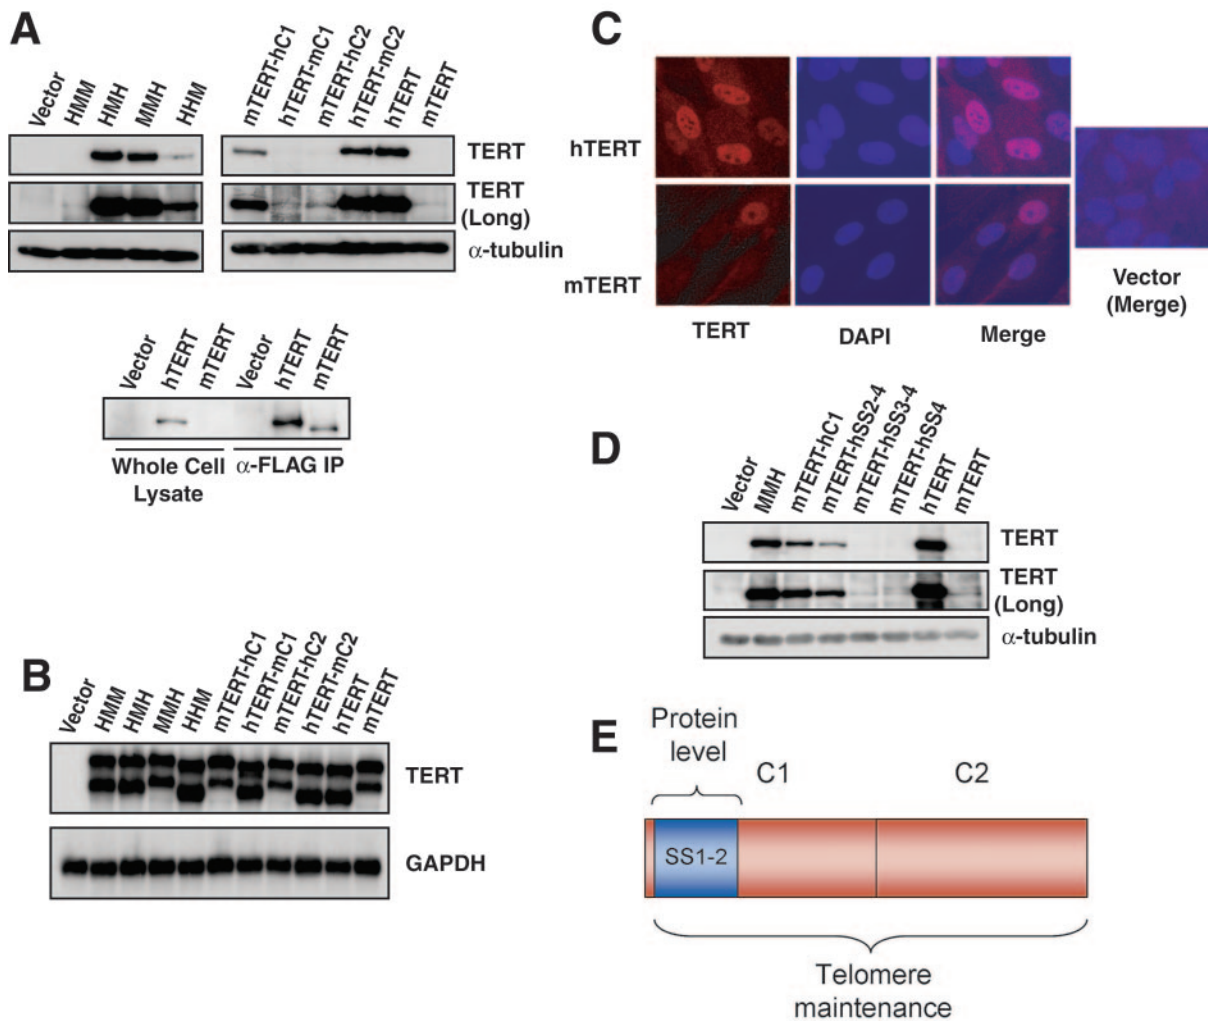 A
Vector HMM HMH MMH HHM
mTERT-hC1 hTERT-mC1 mTERT-hC2 hTERT-mC2 hTERT mTERT
TERT
TERT
(Long)
α-tubulin
Vector hTERT mTERT Vector hTERT mTERT
Whole Cell
Lysate
α-FLAG IP
B
Vector HMM HMH MMH HHM mTERT-hC1 hTERT-mC1 mTERT-hC2 hTERT-mC2 hTERT mTERT
TERT
GAPDH
C
hTERT
mTERT
TERT
DAPI
Merge
Vector
(Merge)
D
Vector MMH mTERT-hC1 mTERT-hSS2-4 mTERT-hSS3-4 mTERT-hSS4 hTERT mTERT
TERT
TERT
(Long)
α-tubulin
E
Protein
level
C1
C2
SS1-2
Telomere
maintenance